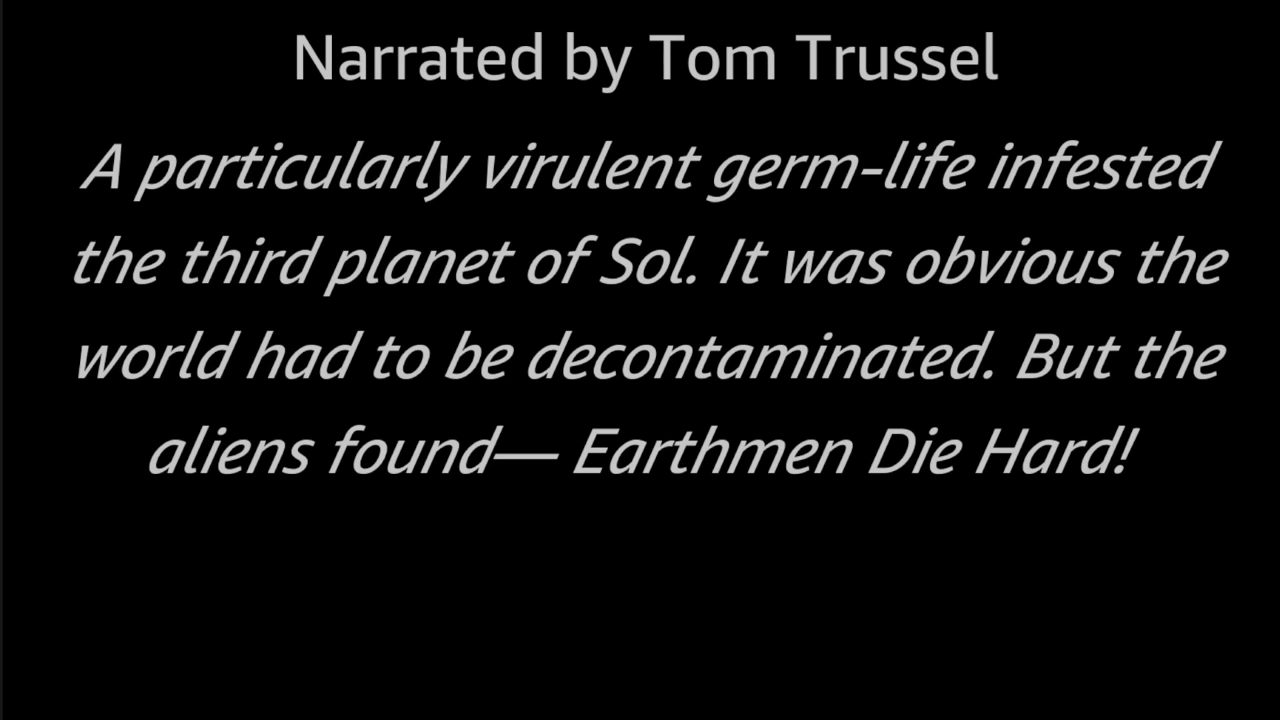 Narrated by Tom Trussel
A particularly virulent germ-life infested
the third planet of Sol. It was obvious the
world had to be decontaminated. But the
aliens found— Earthmen Die Hard!